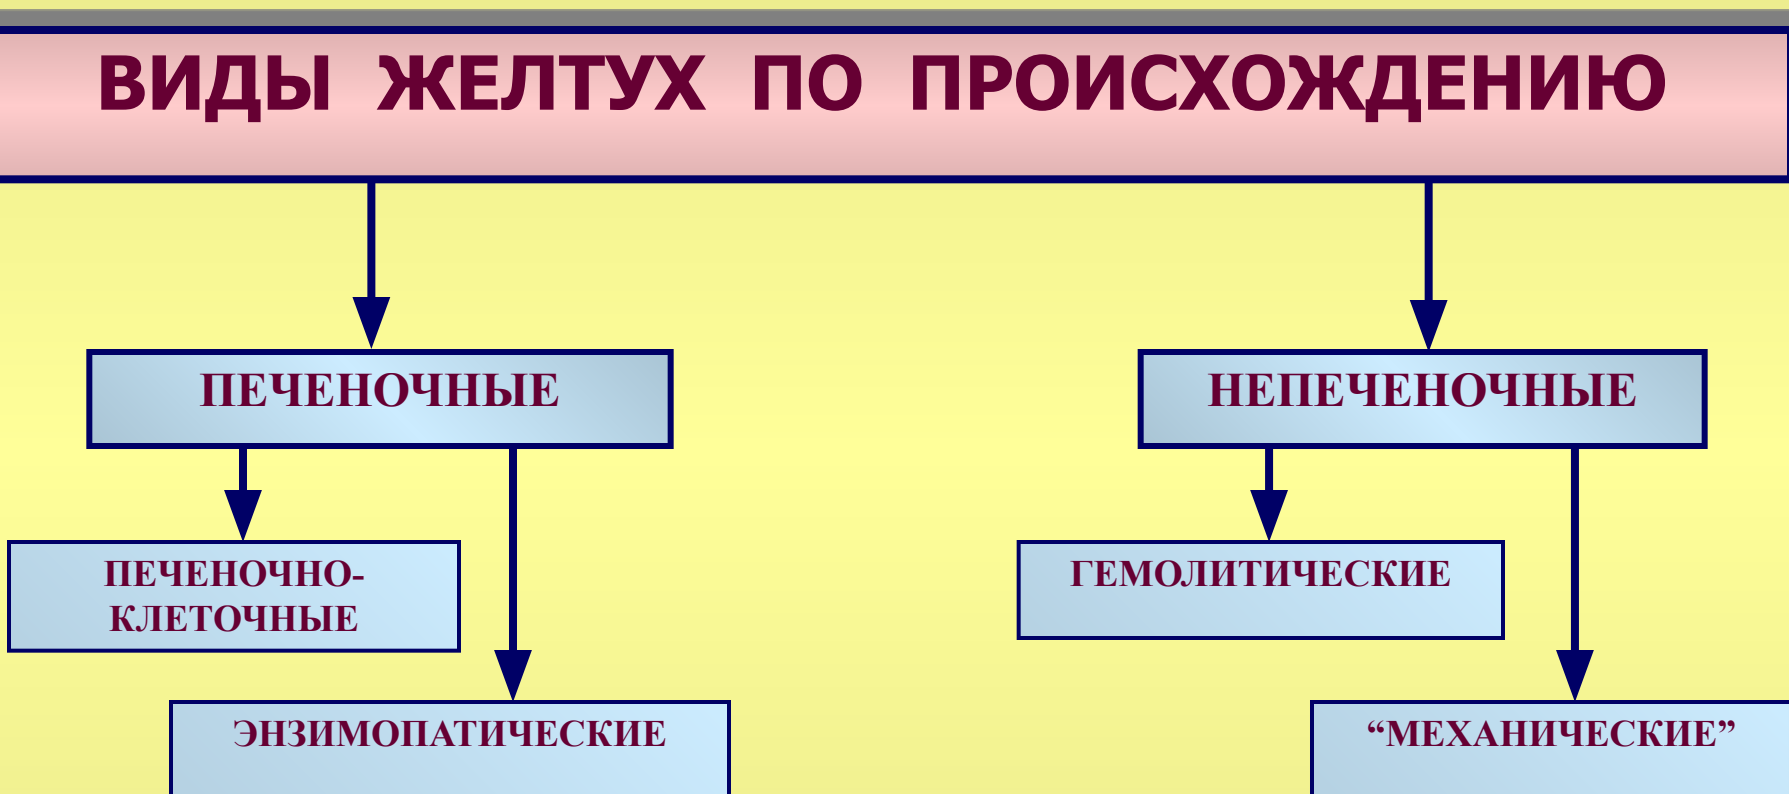 ВИДЫ ЖЕЛТУХ ПО ПРОИСХОЖДЕНИЮ
ПЕЧЕНОЧНЫЕ
НЕПЕЧЕНОЧНЫЕ
ПЕЧЕНОЧНО-
КЛЕТОЧНЫЕ
ГЕМОЛИТИЧЕСКИЕ
ЭНЗИМОПАТИЧЕСКИЕ
“МЕХАНИЧЕСКИЕ”